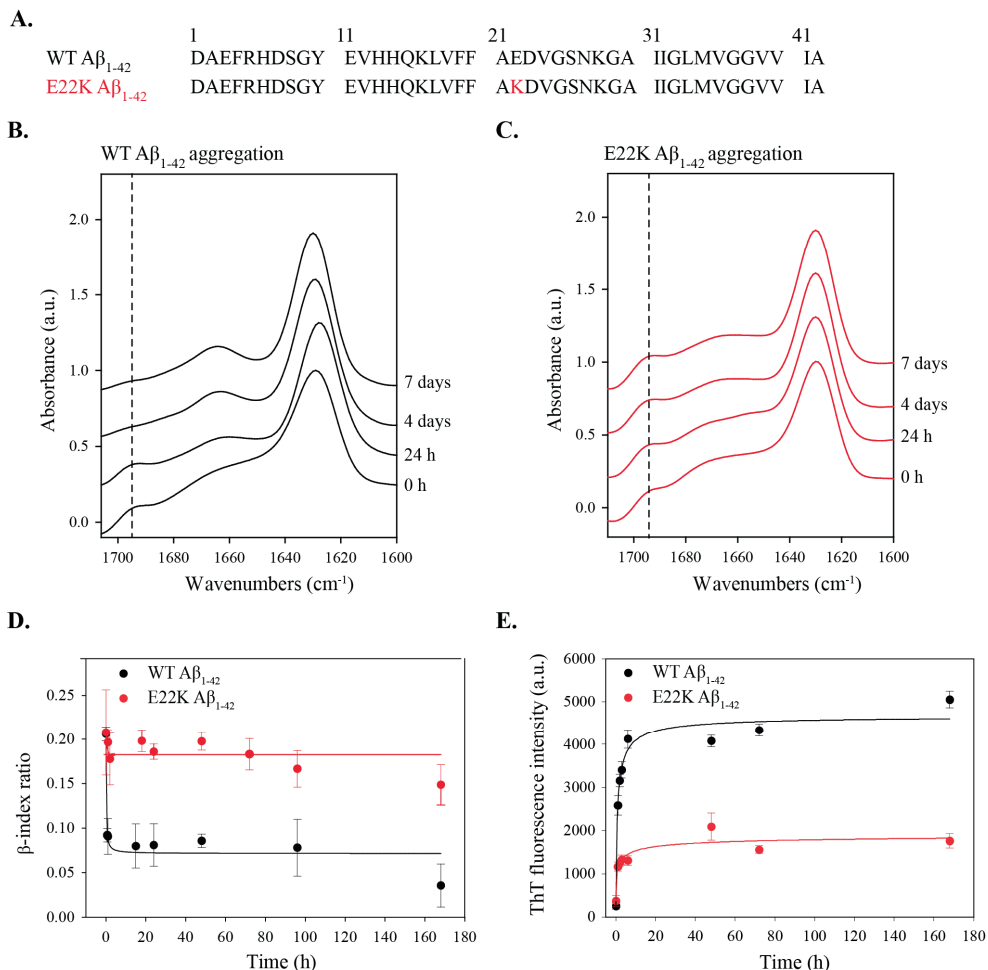 A.
1 11 21 31 41
WT Aβ1-42 DAEFRHDSGY EVHHQKLVFF AEDVGSNKGA IIGLMVGGVV IA
E22K Aβ1-42 DAEFRHDSGY EVHHQKLVFF AKDVGSNKGA IIGLMVGGVV IA
B.
WT Aβ1-42 aggregation
Absorbance (a.u.)
2.0
1.5
1.0
0.5
0.0
7 days
4 days
24 h
0 h
1700 1680 1660 1640 1620 1600
Wavenumbers (cm-1)
C.
E22K Aβ1-42 aggregation
Absorbance (a.u.)
2.0
1.5
1.0
0.5
0.0
7 days
4 days
24 h
0 h
1700 1680 1660 1640 1620 1600
Wavenumbers (cm-1)
D.
WT Aβ1-42
E22K Aβ1-42
β-index ratio
0.25
0.20
0.15
0.10
0.05
0.00
0 20 40 60 80 100 120 140 160 180
Time (h)
E.
WT Aβ1-42
E22K Aβ1-42
ThT fluorescence intensity (a.u.)
6000
5000
4000
3000
2000
1000
0
0 20 40 60 80 100 120 140 160 180
Time (h)